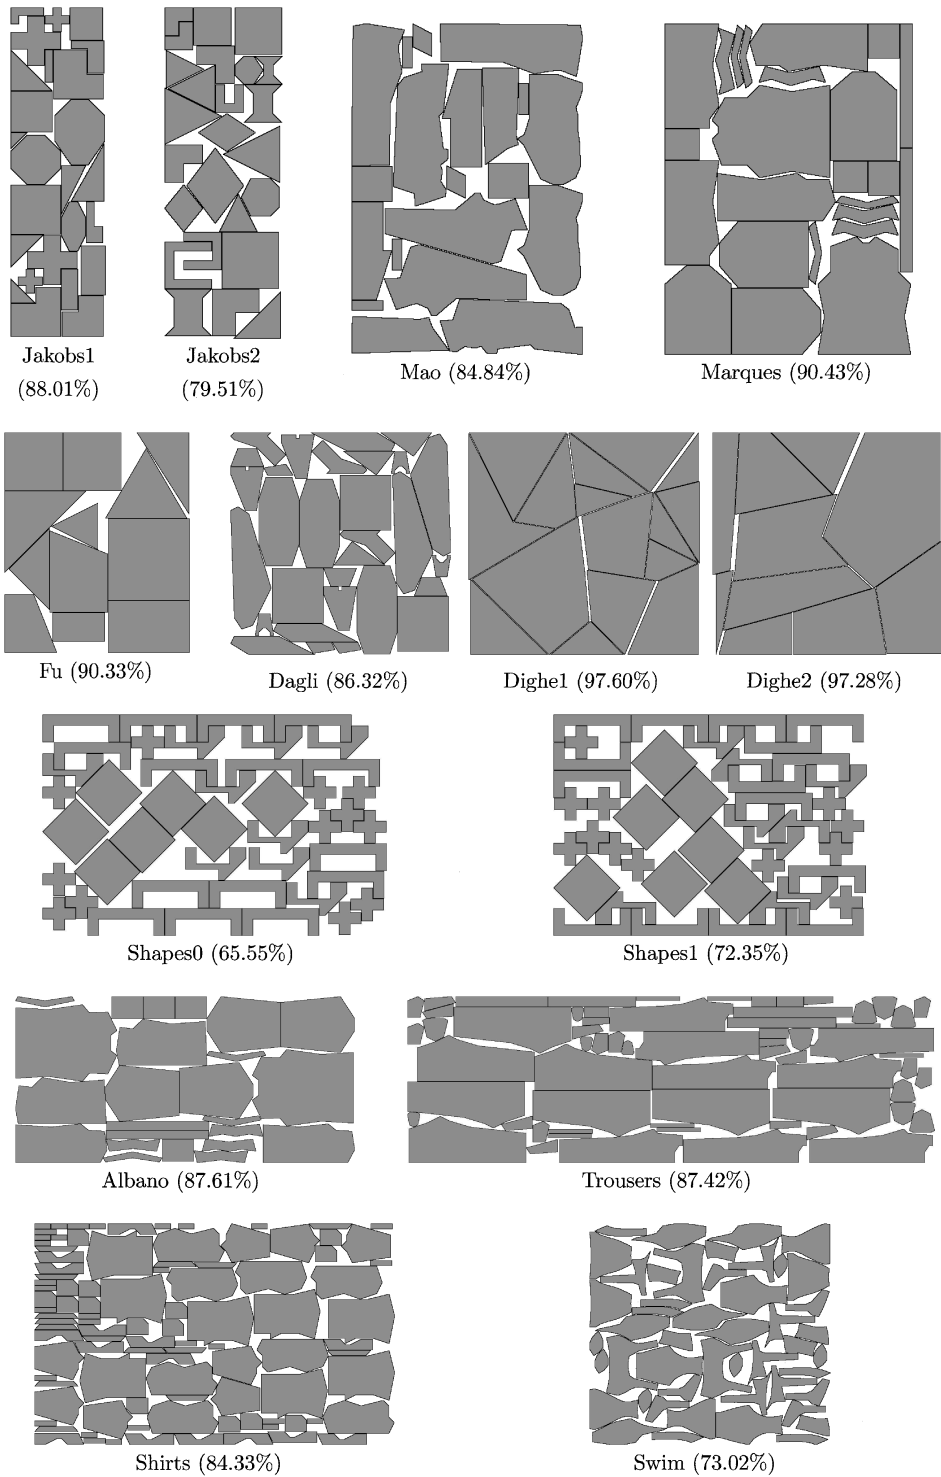 Jakobs1
(88.01%)
Jakobs2
(79.51%)
Mao (84.84%)
Marques (90.43%)
Fu (90.33%)
Dagli (86.32%)
Dighe1 (97.60%)
Dighe2 (97.28%)
Shapes0 (65.55%)
Shapes1 (72.35%)
Albano (87.61%)
Trousers (87.42%)
Shirts (84.33%)
Swim (73.02%)